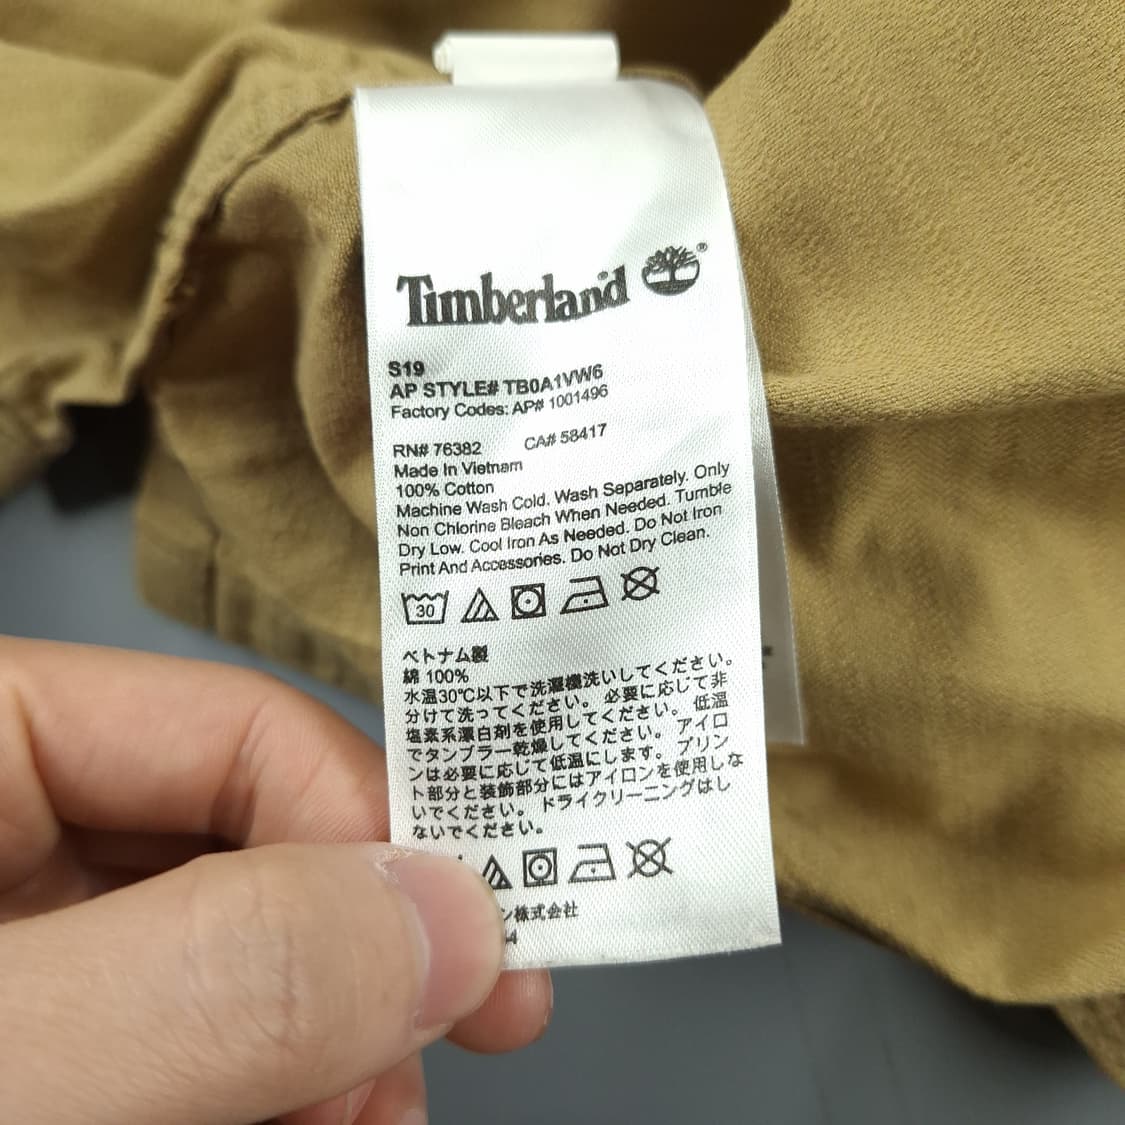 Timberland ®
S19
AP STYLE# TB0A1VW6
Factory Codes: AP# 1001496
RN# 76382 CA# 58417
Made In Vietnam
100% Cotton
Machine Wash Cold. Wash Separately. Only
Non Chlorine Bleach When Needed. Tumble
Dry Low. Cool Iron As Needed. Do Not Iron
Print And Accessories. Do Not Dry Clean.
30
ベトナム製
綿 100%
水温30℃以下で洗濯機洗いしてください。
分けて洗ってください。 必要に応じて非
塩素系漂白剤を使用してください。 低温
でタンブラー乾燥してください。 アイロ
ンは必要に応じて低温にします。 プリン
ト部分と装飾部分にはアイロンを使用しな
いでください。 ドライクリーニングはし
ないでください。
ン株式会社
4